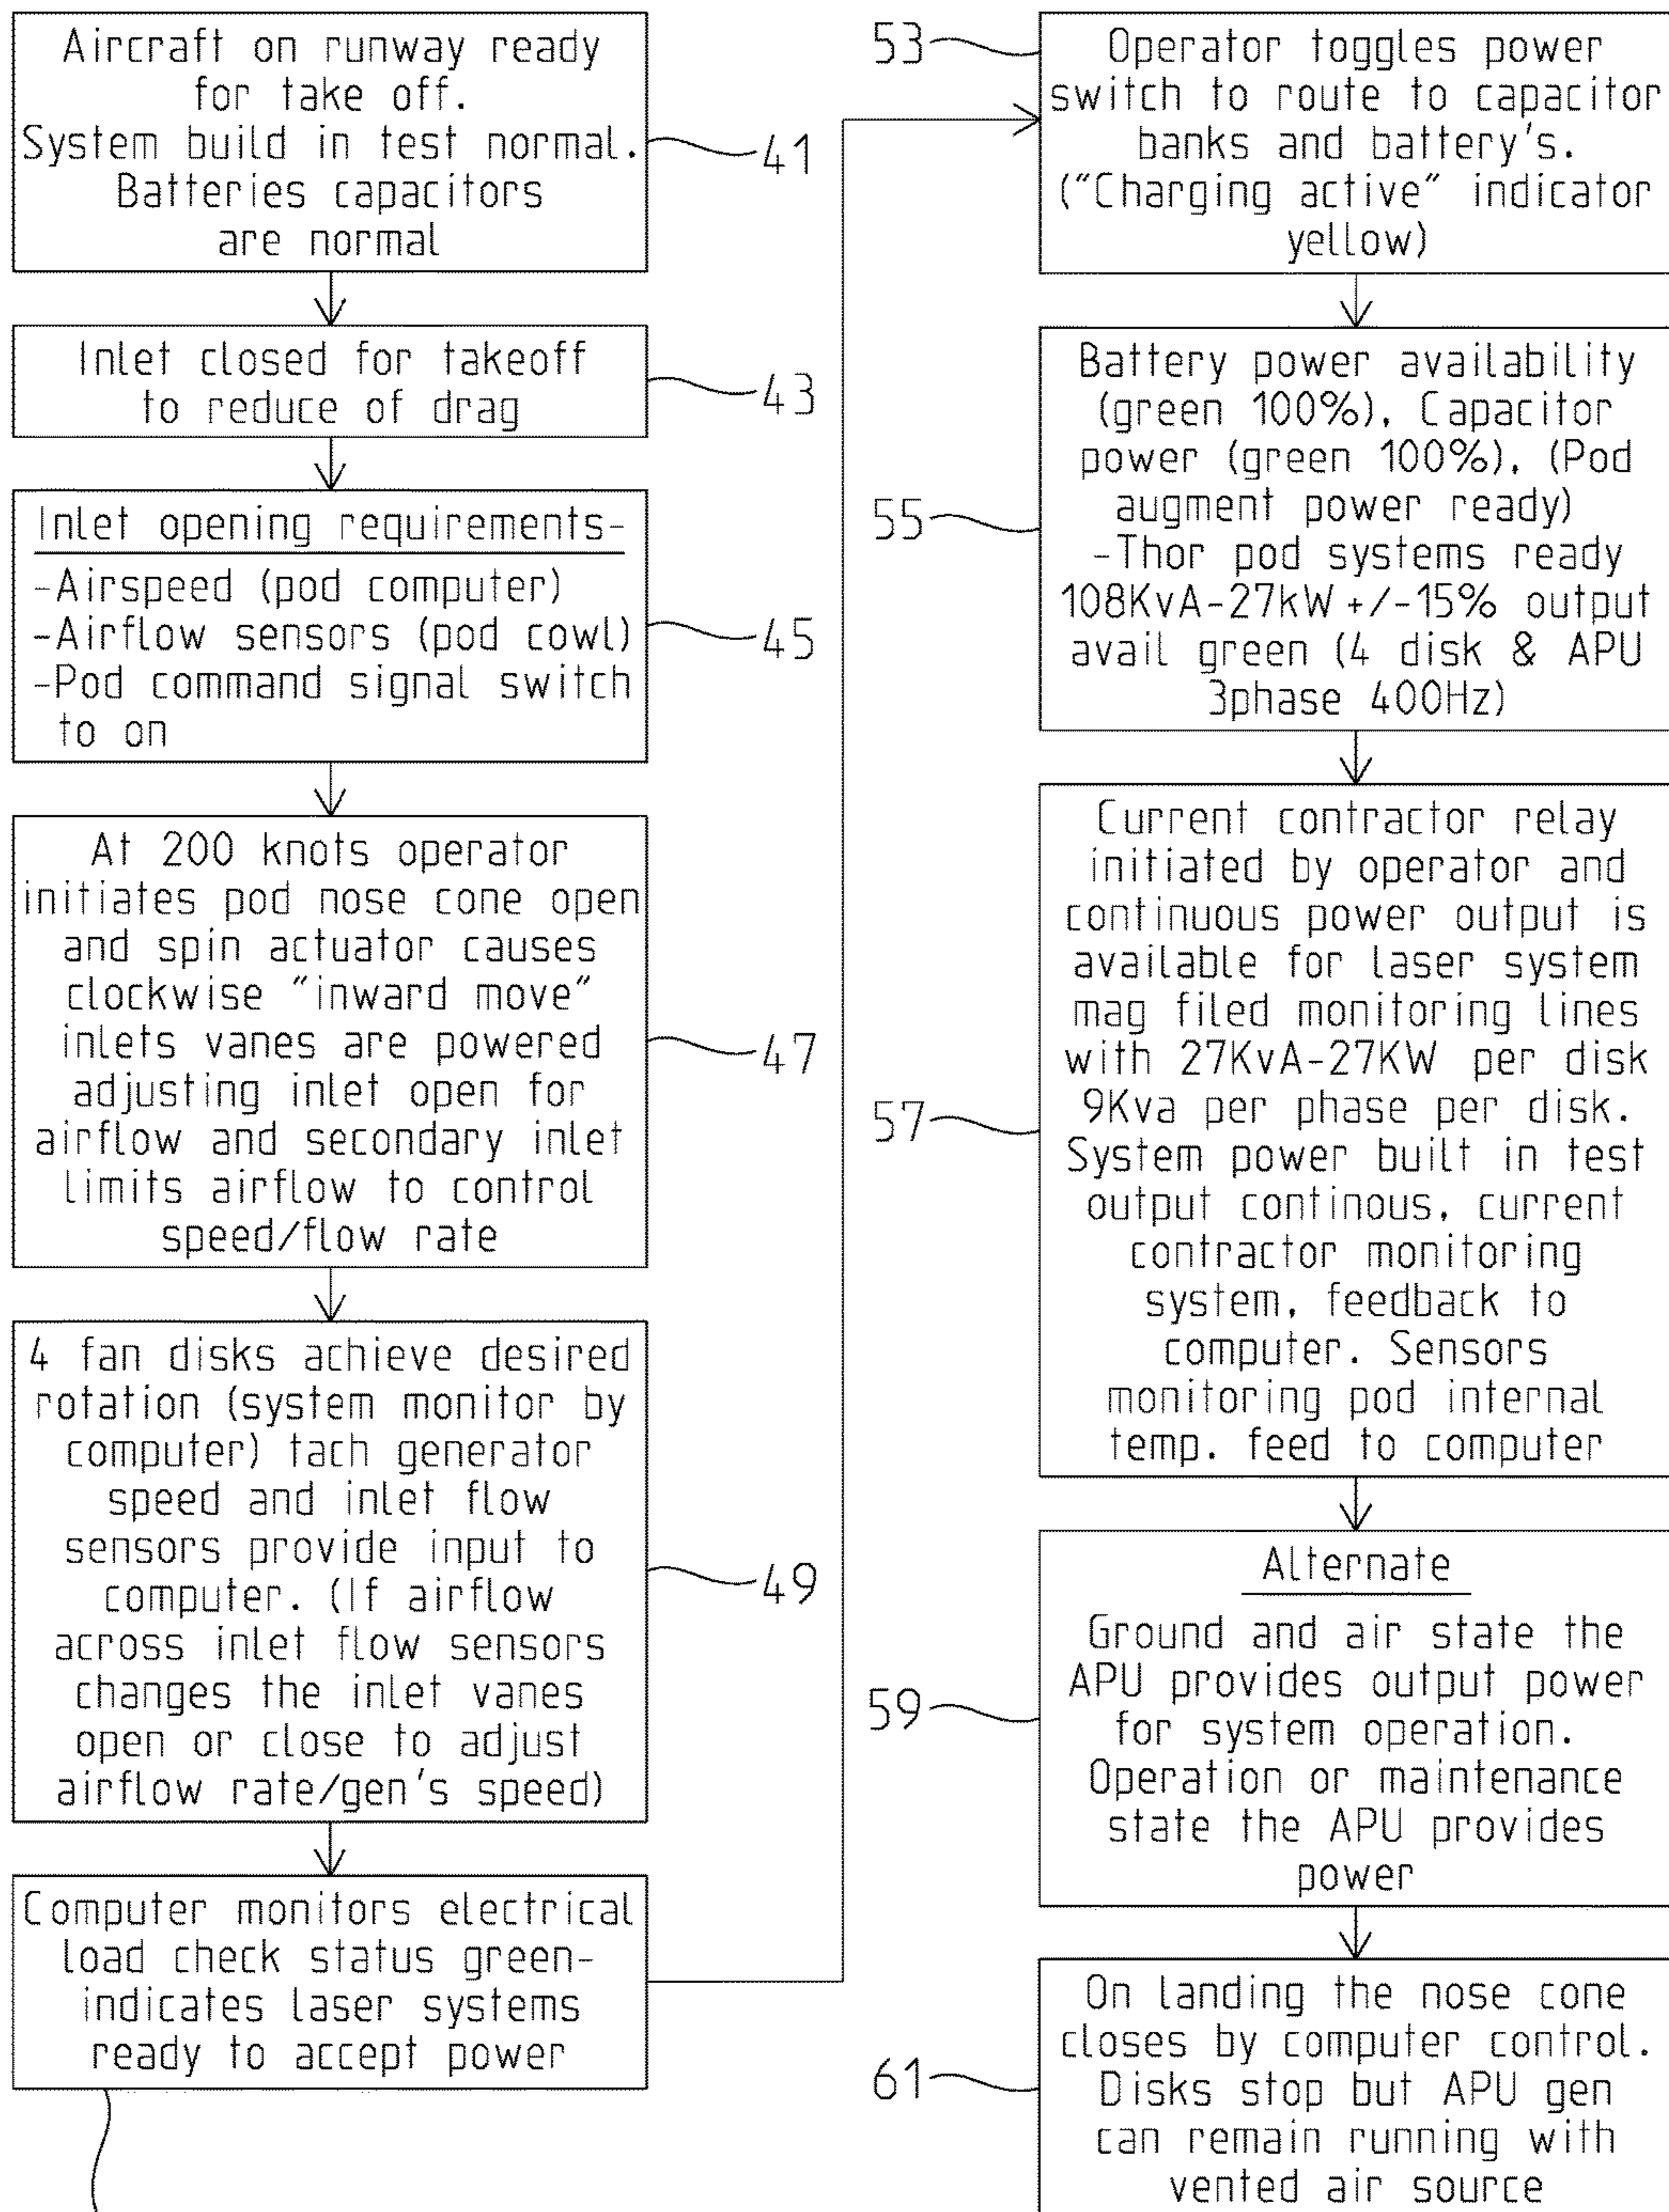 Aircraft on runway ready
for take off.
System build in test normal.
Batteries capacitors
are normal
41
Inlet closed for takeoff
to reduce of drag
43
Inlet opening requirements-
-Airspeed (pod computer)
-Airflow sensors (pod cowl)
-Pod command signal switch
to on
45
At 200 knots operator
initiates pod nose cone open
and spin actuator causes
clockwise "inward move"
inlets vanes are powered
adjusting inlet open for
airflow and secondary inlet
limits airflow to control
speed/flow rate
47
4 fan disks achieve desired
rotation (system monitor by
computer) tach generator
speed and inlet flow
sensors provide input to
computer. (If airflow
across inlet flow sensors
changes the inlet vanes
open or close to adjust
airflow rate/gen's speed)
49
Computer monitors electrical
load check status green-
indicates laser systems
ready to accept power
53
Operator toggles power
switch to route to capacitor
banks and battery's.
("Charging active" indicator
yellow)
55
Battery power availability
(green 100%), Capacitor
power (green 100%), (Pod
augment power ready)
-Thor pod systems ready
108KvA-27kW +/-15% output
avail green (4 disk & APU
3phase 400Hz)
57
Current contractor relay
initiated by operator and
continuous power output is
available for laser system
mag filed monitoring lines
with 27KvA-27KW per disk
9Kva per phase per disk.
System power built in test
output continous, current
contractor monitoring
system, feedback to
computer. Sensors
monitoring pod internal
temp. feed to computer
59
Alternate
Ground and air state the
APU provides output power
for system operation.
Operation or maintenance
state the APU provides
power
61
On landing the nose cone
closes by computer control.
Disks stop but APU gen
can remain running with
vented air source